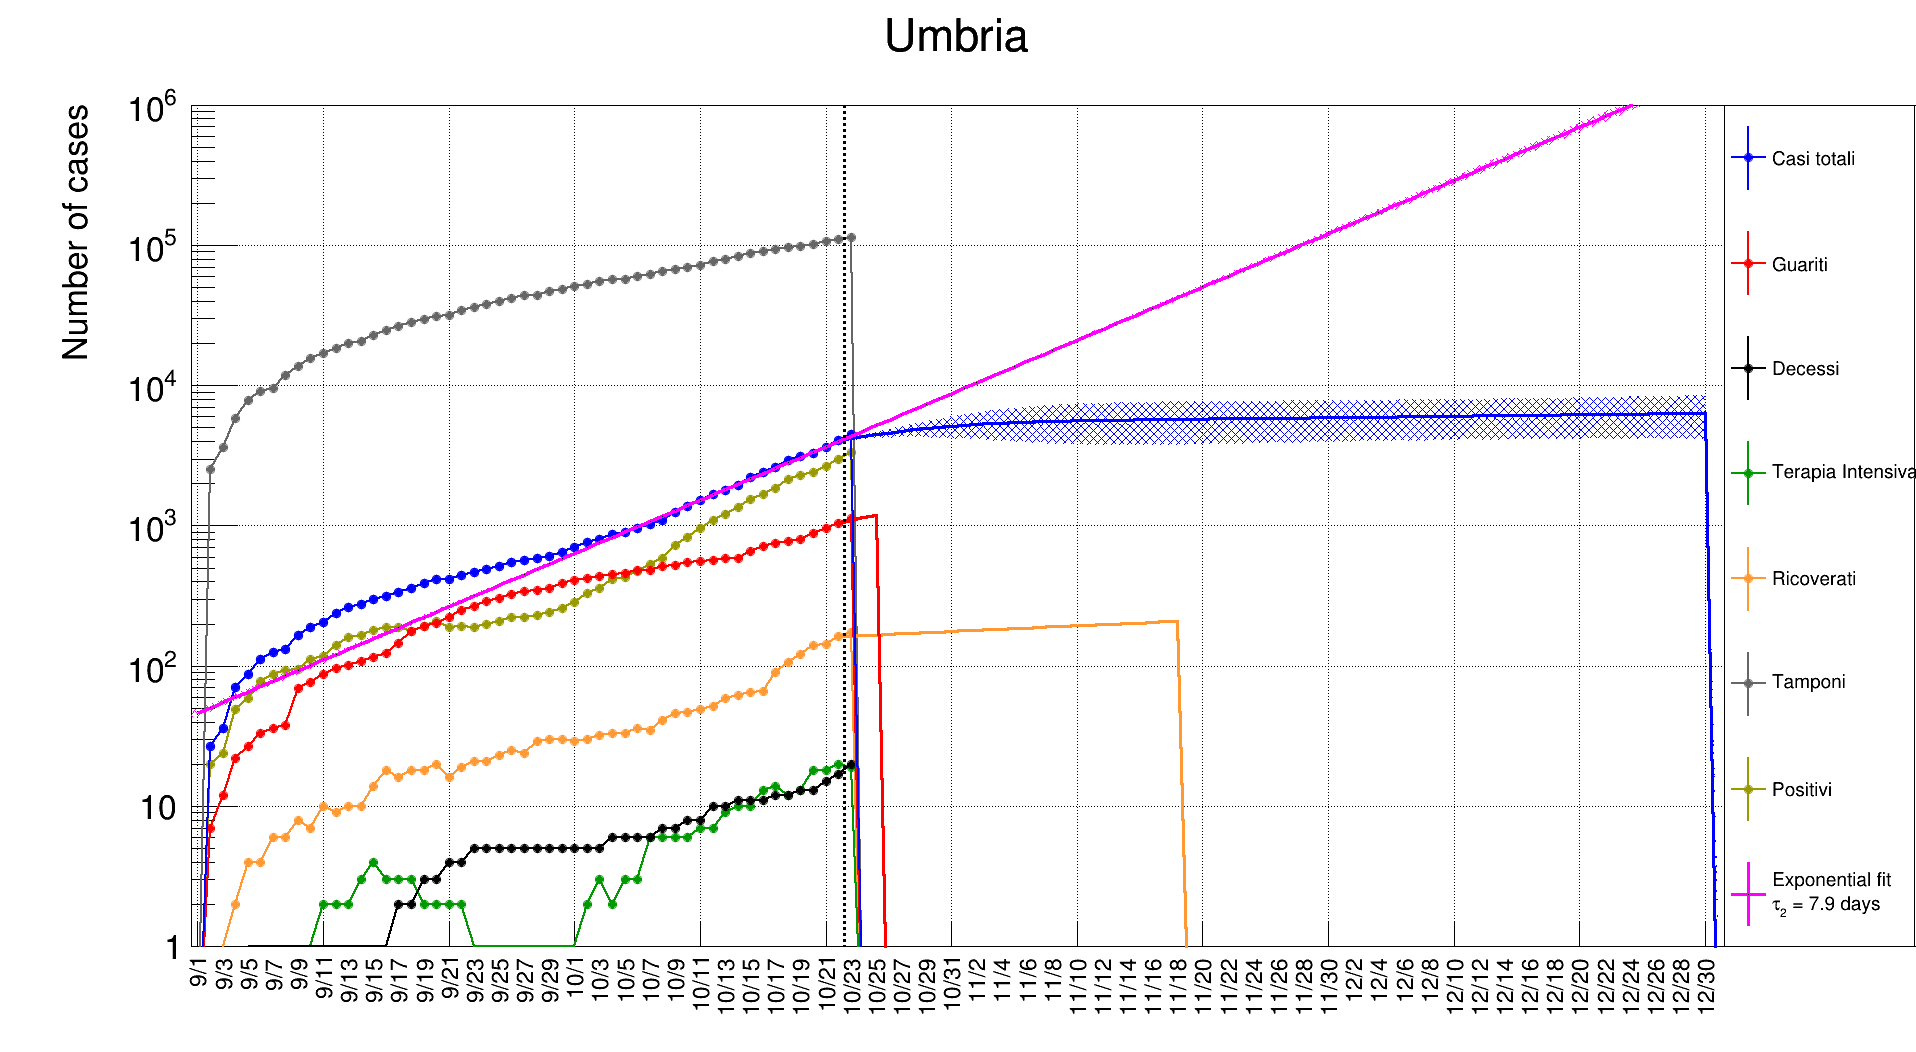 Umbria
Number of cases
10^6
10^5
10^4
10^3
10^2
10
1
9/1 9/3 9/5 9/7 9/9 9/11 9/13 9/15 9/17 9/19 9/21 9/23 9/25 9/27 9/29 10/1 10/3 10/5 10/7 10/9 10/11 10/13 10/15 10/17 10/19 10/21 10/23 10/25 10/27 10/29 10/31 11/2 11/4 11/6 11/8 11/10 11/12 11/14 11/16 11/18 11/20 11/22 11/24 11/26 11/28 11/30 12/2 12/4 12/6 12/8 12/10 12/12 12/14 12/16 12/18 12/20 12/22 12/24 12/26 12/28 12/30
Casi totali
Guariti
Decessi
Terapia Intensiva
Ricoverati
Tamponi
Positivi
Exponential fit
τ₂ = 7.9 days